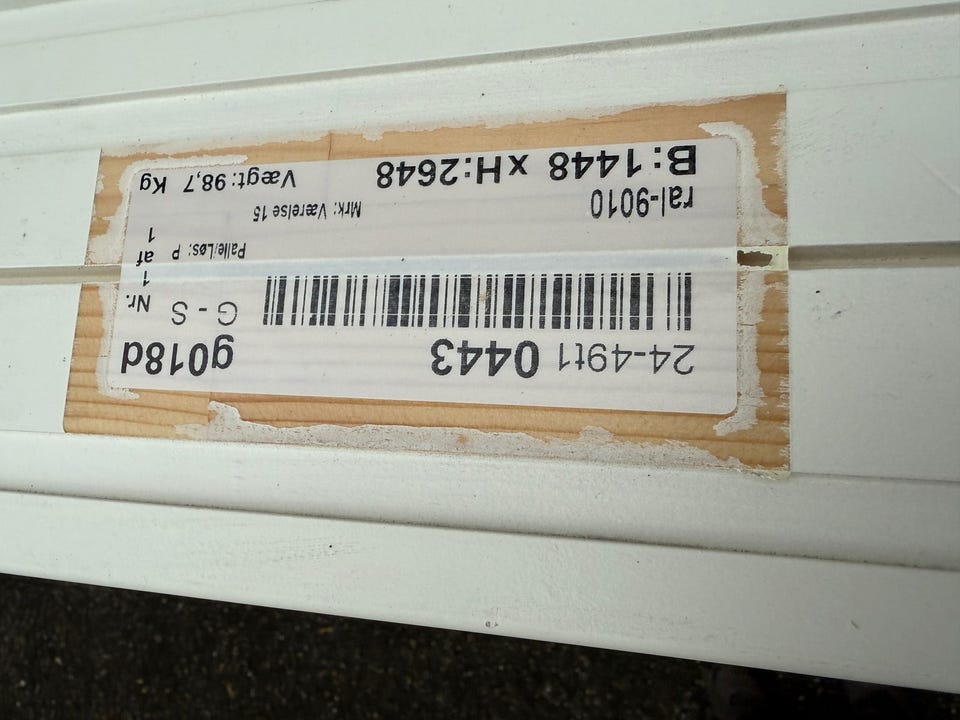 24-49t1 0443 g018d
G - S Nr.
Palle/Løs: P 1 af 1
ral-9010 Mrk: Værelse 15
B:1448 xH:2648 Vægt:98,7 Kg